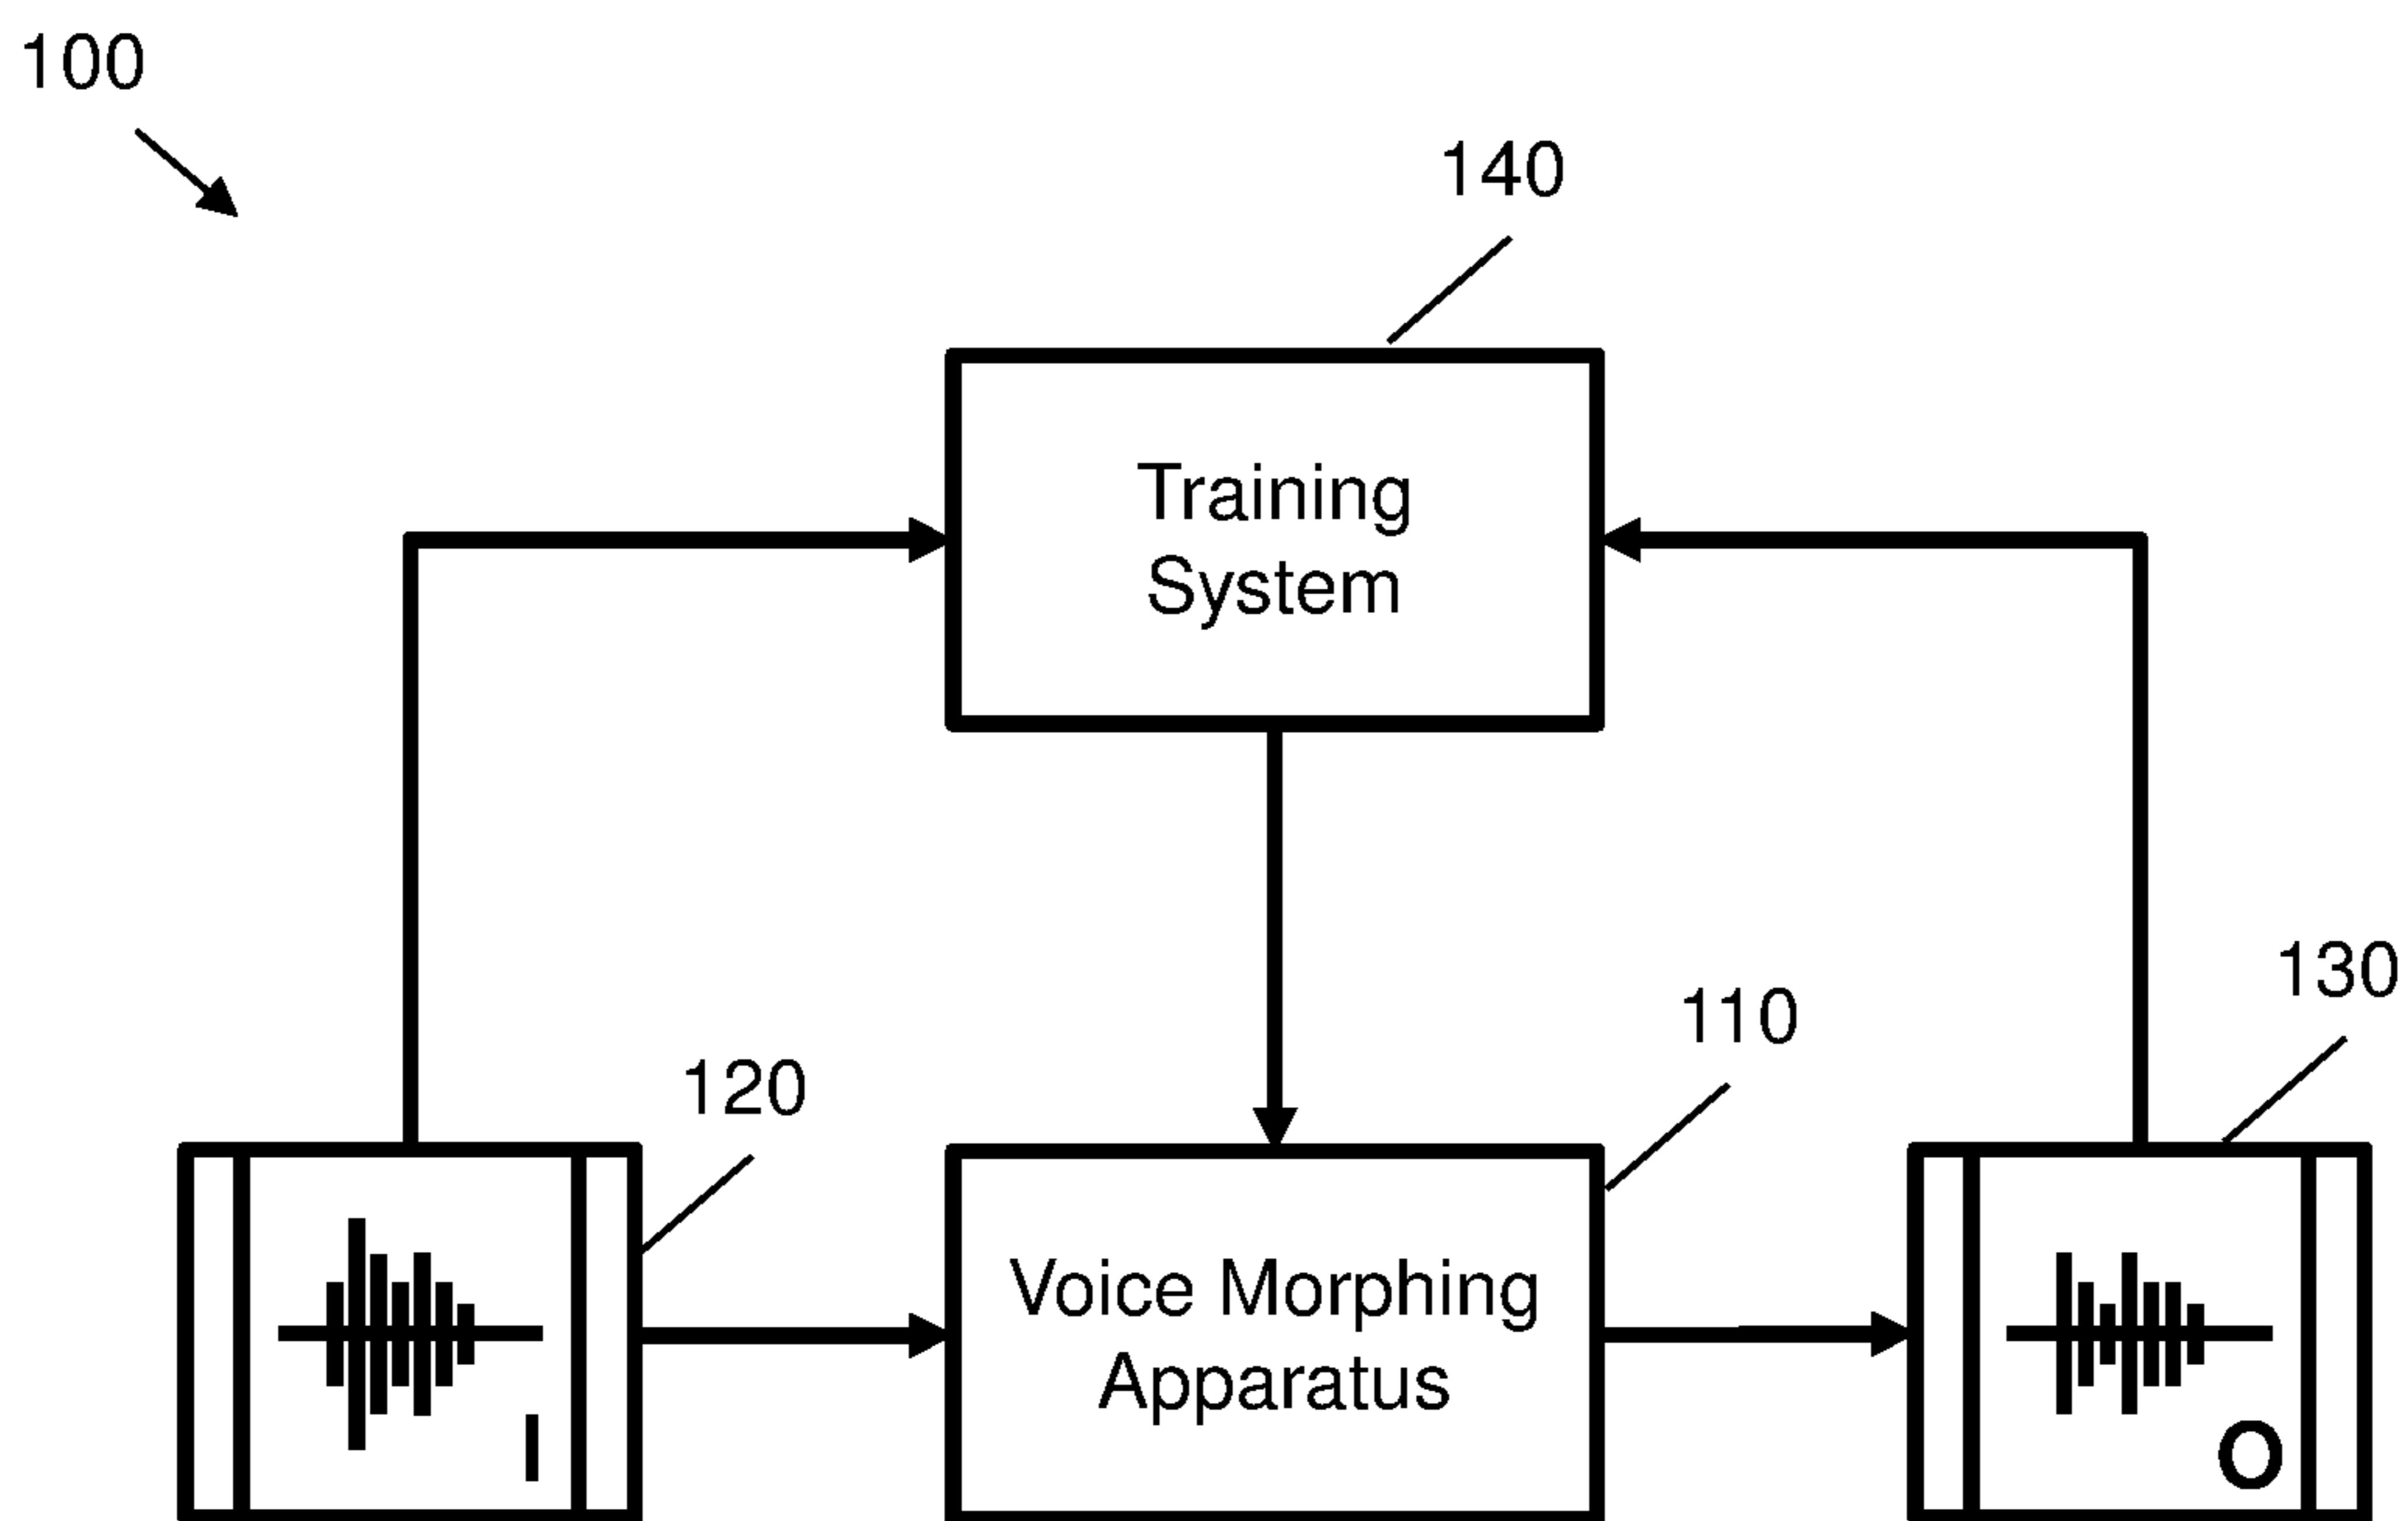 100
140
Training
System
130
110
120
Voice Morphing
Apparatus
I
O